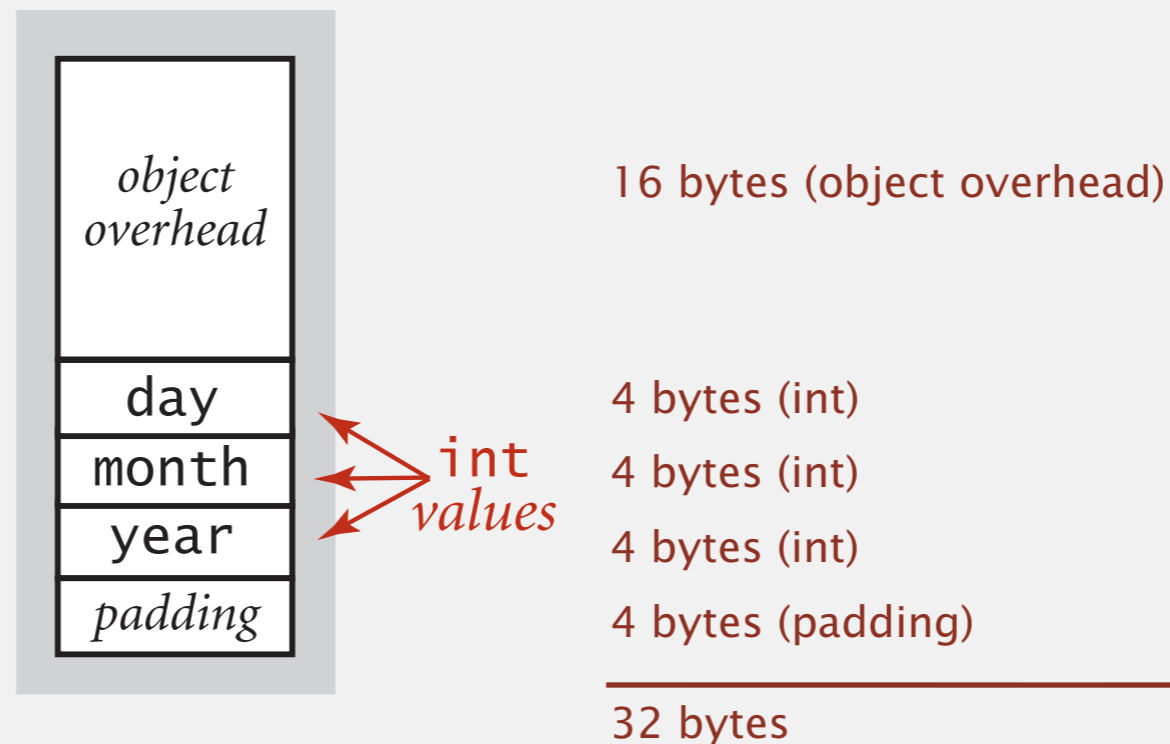 object
overhead
16 bytes (object overhead)
day
4 bytes (int)
month
int
values
4 bytes (int)
year
4 bytes (int)
padding
4 bytes (padding)
32 bytes